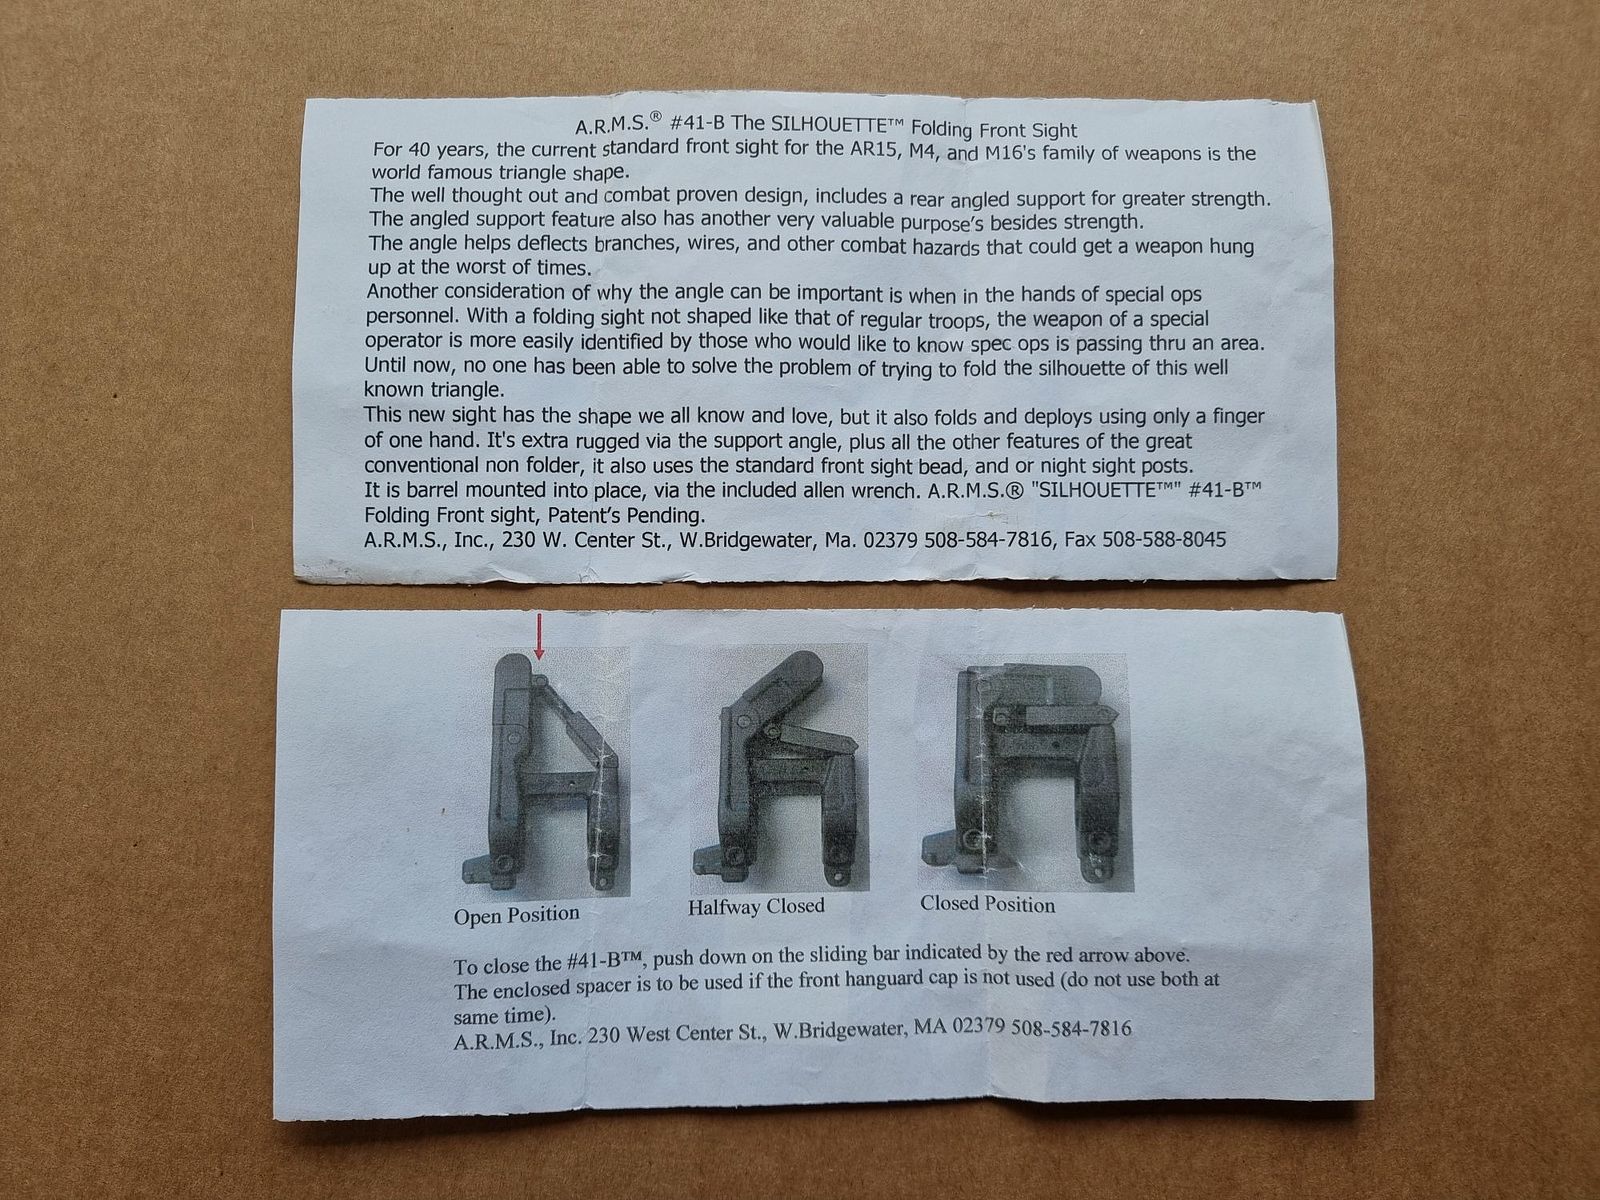 A.R.M.S.® #41-B The SILHOUETTE™ Folding Front Sight
For 40 years, the current standard front sight for the AR15, M4, and M16's family of weapons is the
world famous triangle shape.
The well thought out and combat proven design, includes a rear angled support for greater strength.
The angled support feature also has another very valuable purpose's besides strength.
The angle helps deflects branches, wires, and other combat hazards that could get a weapon hung
up at the worst of times.
Another consideration of why the angle can be important is when in the hands of special ops
personnel. With a folding sight not shaped like that of regular troops, the weapon of a special
operator is more easily identified by those who would like to know spec ops is passing thru an area.
Until now, no one has been able to solve the problem of trying to fold the silhouette of this well
known triangle.
This new sight has the shape we all know and love, but it also folds and deploys using only a finger
of one hand. It's extra rugged via the support angle, plus all the other features of the great
conventional non folder, it also uses the standard front sight bead, and or night sight posts.
It is barrel mounted into place, via the included allen wrench. A.R.M.S.® "SILHOUETTE™" #41-B™
Folding Front sight, Patent's Pending.
A.R.M.S., Inc., 230 W. Center St., W.Bridgewater, Ma. 02379 508-584-7816, Fax 508-588-8045
Open Position
Halfway Closed
Closed Position
To close the #41-B™, push down on the sliding bar indicated by the red arrow above.
The enclosed spacer is to be used if the front hanguard cap is not used (do not use both at
same time).
A.R.M.S., Inc. 230 West Center St., W.Bridgewater, MA 02379 508-584-7816